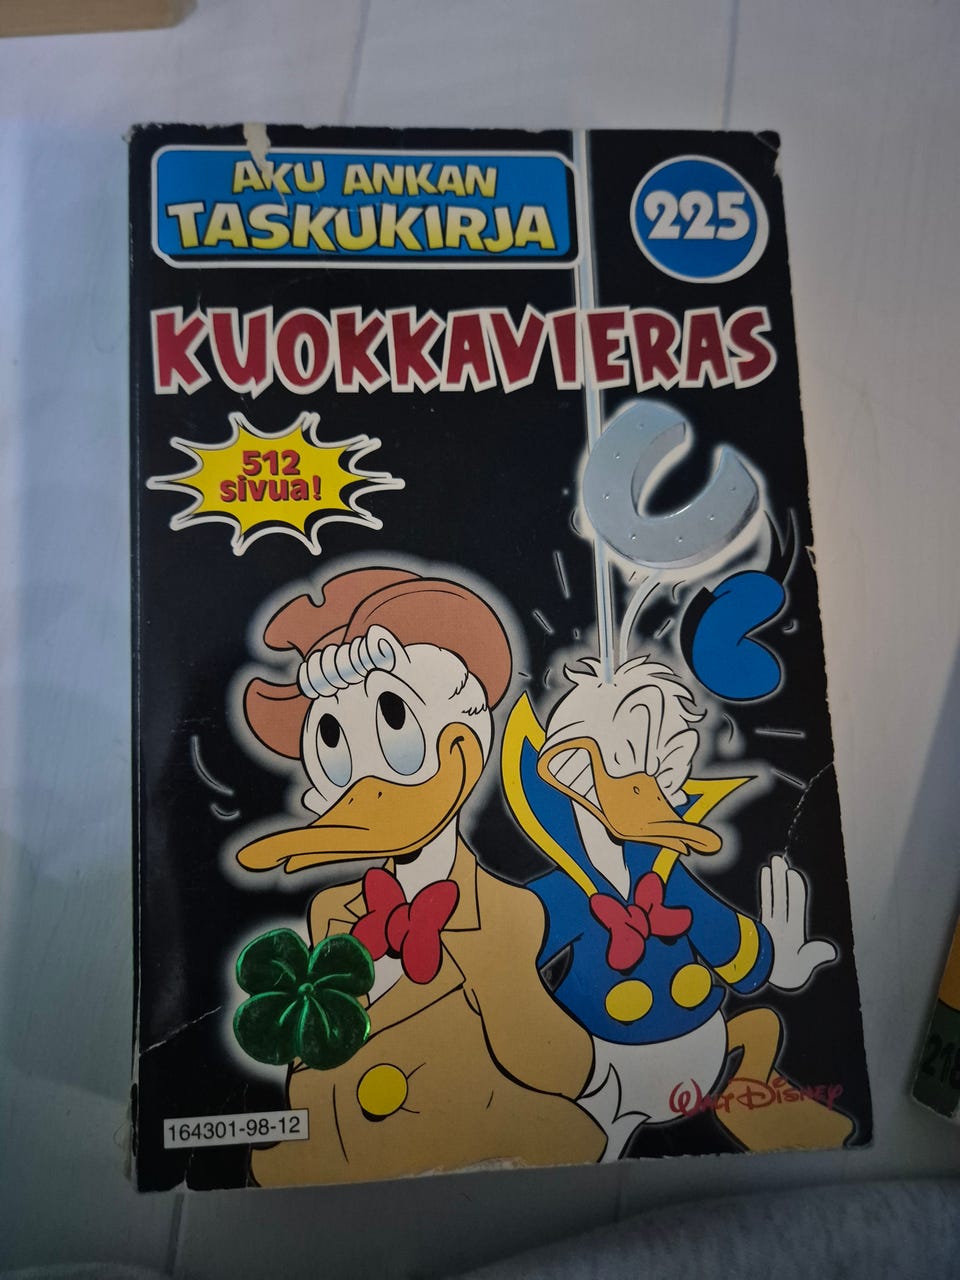 AKU ANKAN
TASKUKIRJA
225
KUOKKAVIERAS
512
sivua!
WALT DISNEY
164301-98-12